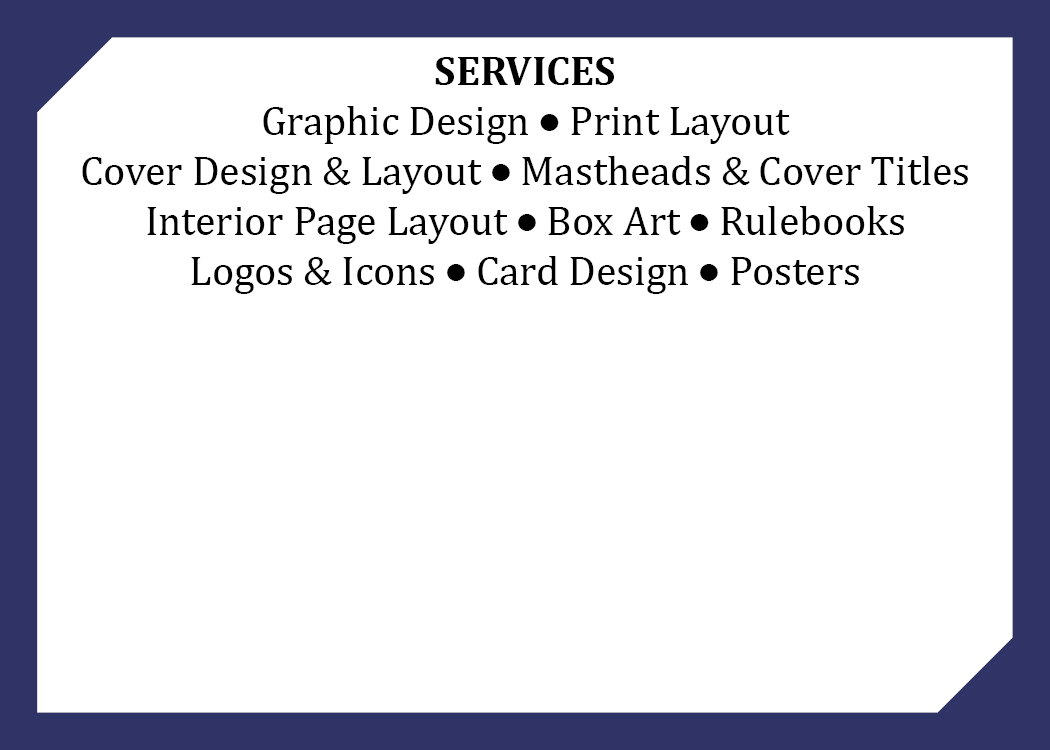 SERVICES
Graphic Design ● Print Layout
Cover Design & Layout ● Mastheads & Cover Titles
Interior Page Layout ● Box Art ● Rulebooks
Logos & Icons ● Card Design ● Posters